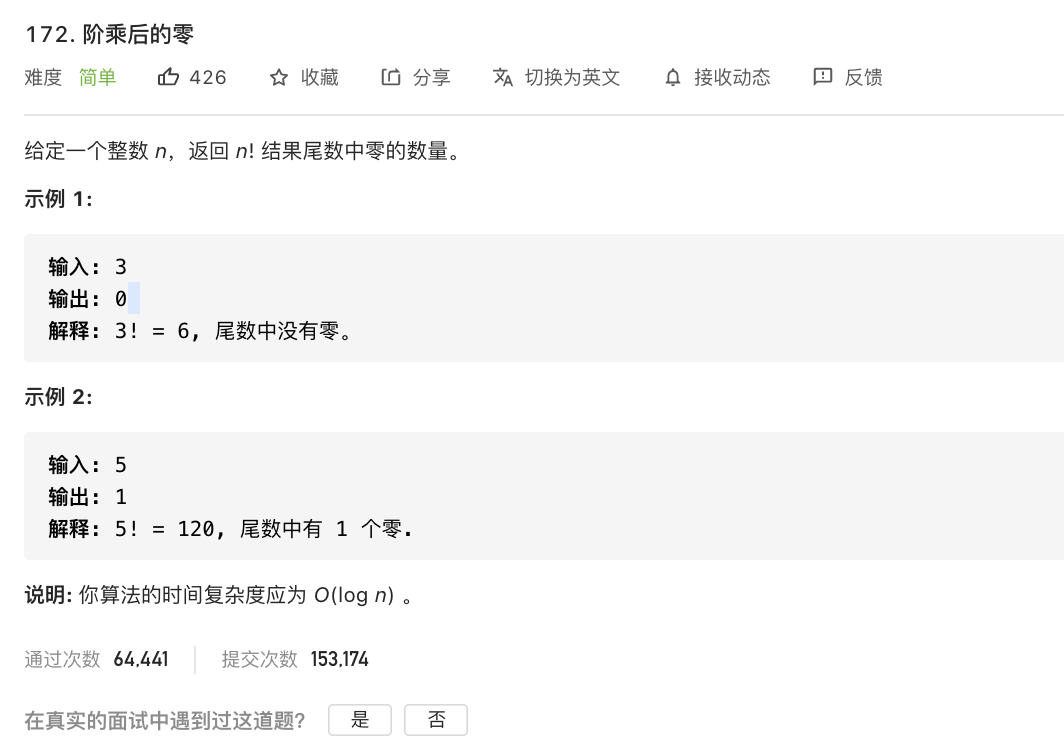 172. 阶乘后的零
难度 简单 426 收藏 分享 切换为英文 接收动态 反馈
给定一个整数 n，返回 n! 结果尾数中零的数量。
示例 1:
输入: 3
输出: 0
解释: 3! = 6, 尾数中没有零。
示例 2:
输入: 5
输出: 1
解释: 5! = 120, 尾数中有 1 个零.
说明: 你算法的时间复杂度应为 O(log n) 。
通过次数 64,441 提交次数 153,174
在真实的面试中遇到过这道题? 是 否